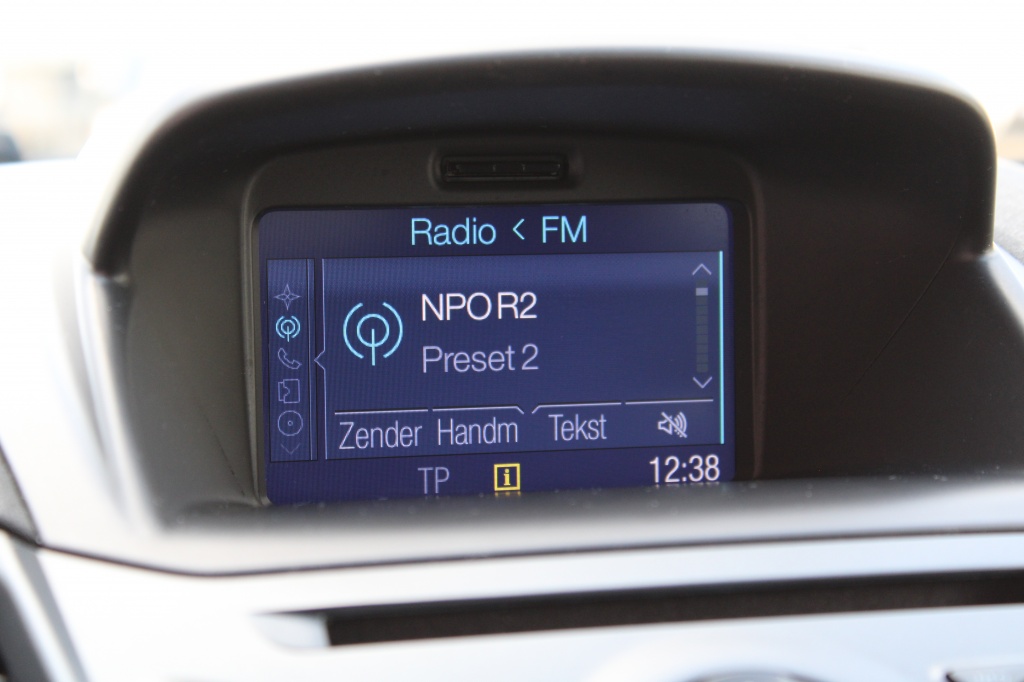 Radio < FM
NPO R2
Preset 2
Zender Handm Tekst
TP i 12:38